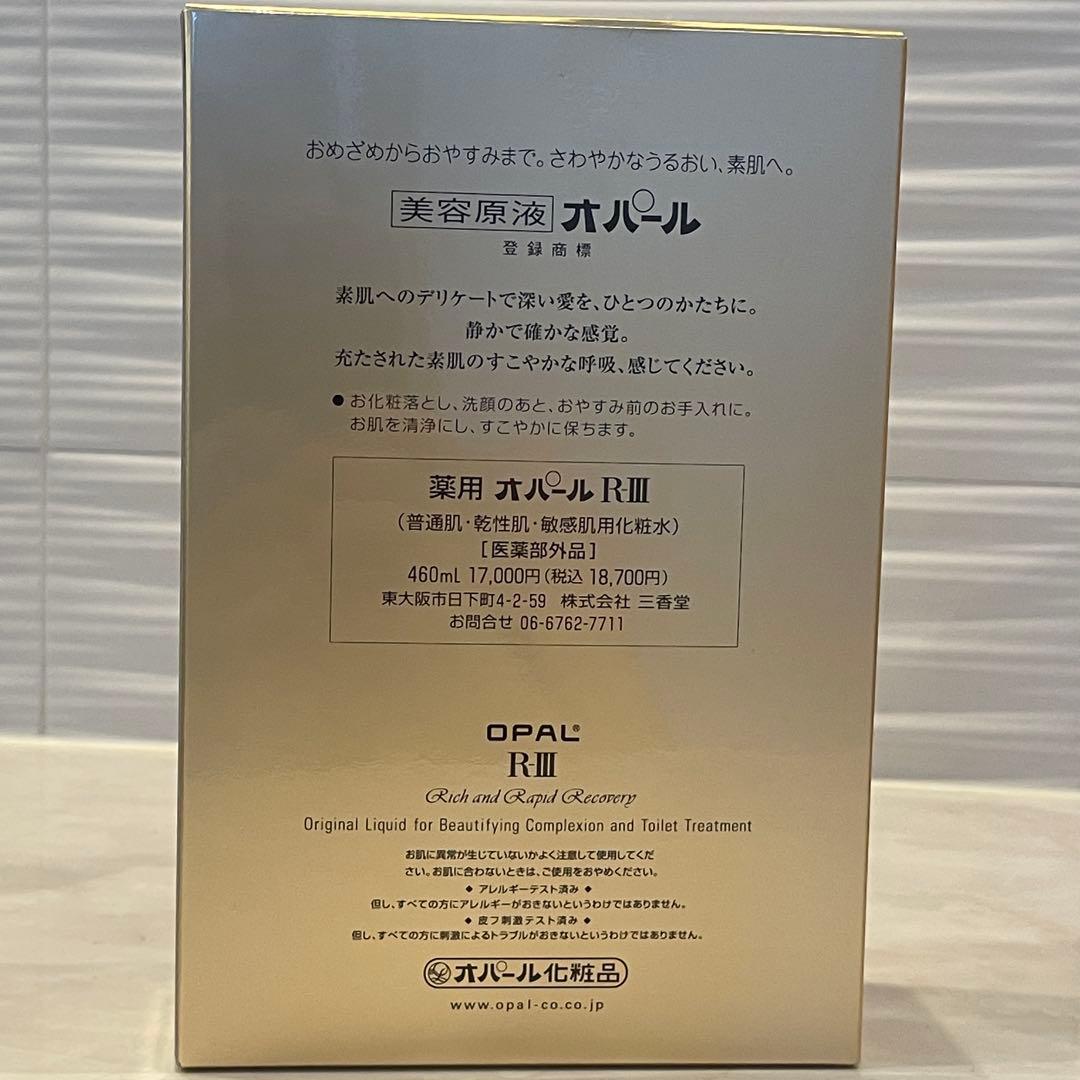 おめざめからおやすみまで。さわやかなうるおい、素肌へ。
美容原液 オパール
登録商標
素肌へのデリケートで深い愛を、ひとつのかたちに。
静かで確かな感覚。
充たされた素肌のすこやかな呼吸、感じてください。
● お化粧落とし、洗顔のあと、おやすみ前のお手入れに。
お肌を清浄にし、すこやかに保ちます。
薬用 オパール R-III
(普通肌・乾性肌・敏感肌用化粧水)
[医薬部外品]
460mL 17,000円(税込 18,700円)
東大阪市日下町4-2-59 株式会社 三香堂
お問合せ 06-6762-7711
OPAL®
R-III
Rich and Rapid Recovery
Original Liquid for Beautifying Complexion and Toilet Treatment
お肌に異常が生じていないかよく注意して使用してくだ
さい。お肌に合わないときは、ご使用をおやめください。
◆ アレルギーテスト済み ◆
但し、すべての方にアレルギーがおきないというわけではありません。
◆ 皮フ刺激テスト済み ◆
但し、すべての方に刺激によるトラブルがおきないというわけではありません。
オパール化粧品
www.opal-co.co.jp